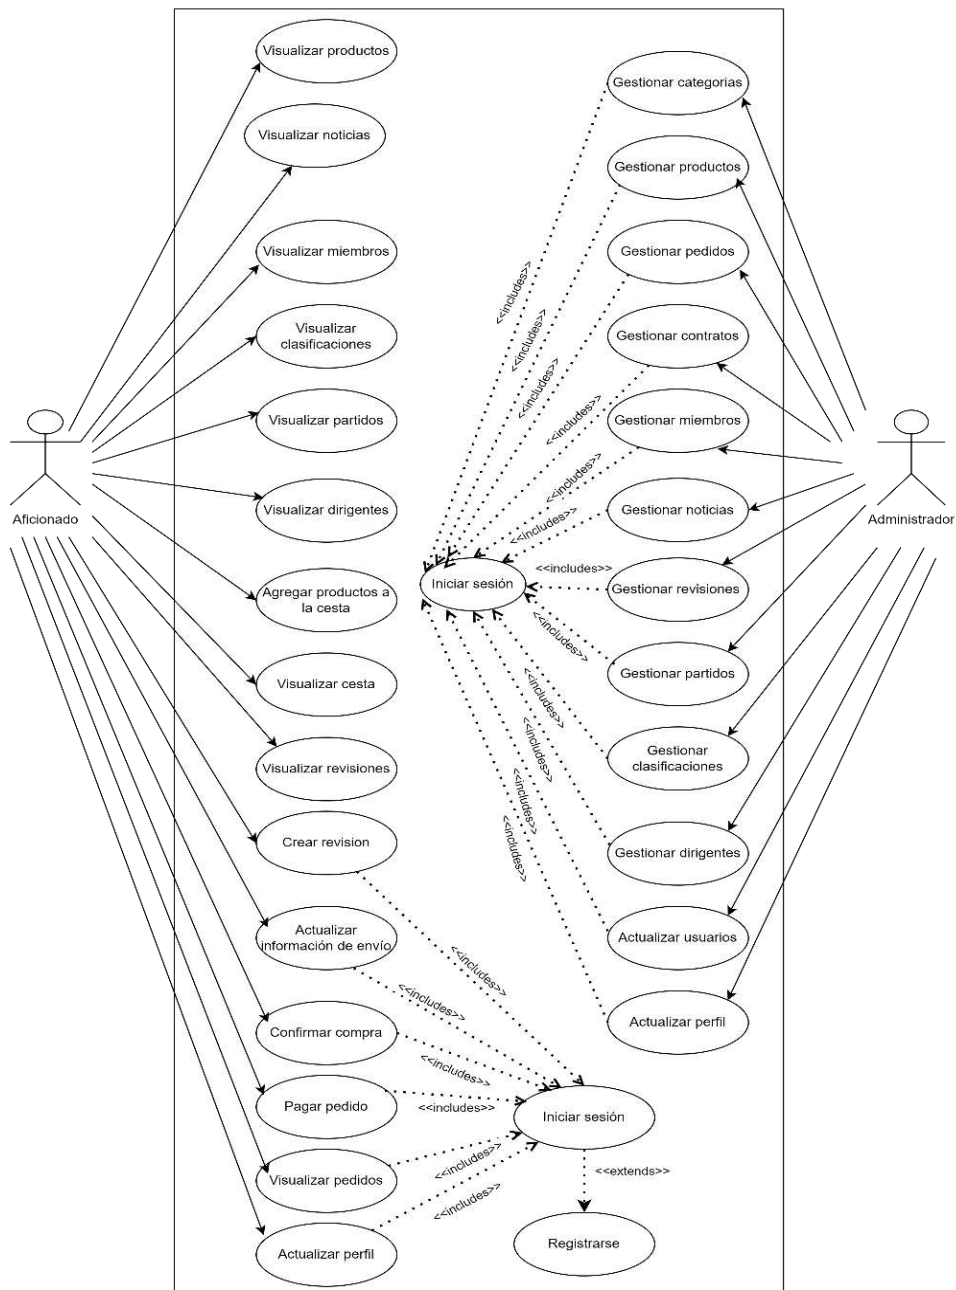 Visualizar productos
Visualizar noticias
Visualizar miembros
Visualizar
clasificaciones
Visualizar partidos
Visualizar dirigentes
Agregar productos a
la cesta
Visualizar cesta
Visualizar revisiones
Crear revision
Actualizar
información de envío
Confirmar compra
Pagar pedido
Visualizar pedidos
Actualizar perfil
Aficionado
Gestionar categorias
Gestionar productos
Gestionar pedidos
Gestionar contratos
Gestionar miembros
Gestionar noticias
Gestionar revisiones
Gestionar partidos
Gestionar
clasificaciones
Gestionar dirigentes
Actualizar usuarios
Actualizar perfil
Administrador
<<includes>>
<<includes>>
<<includes>>
<<includes>>
<<includes>>
<<includes>>
<<includes>>
<<includes>>
<<includes>>
<<includes>>
<<includes>>
<<includes>>
Iniciar sesión
<<includes>>
<<includes>>
<<includes>>
<<includes>>
<<includes>>
<<includes>>
Iniciar sesión
<<extends>>
Registrarse